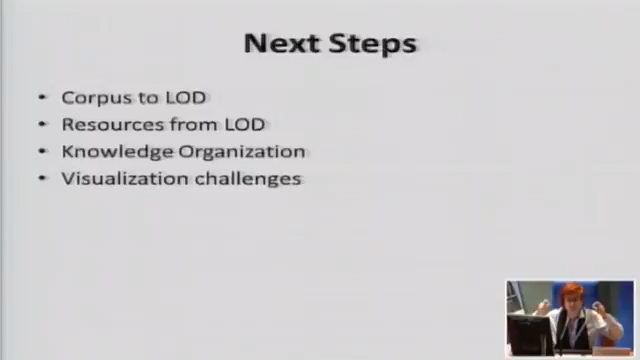 Next Steps
• Corpus to LOD
• Resources from LOD
• Knowledge Organization
• Visualization challenges